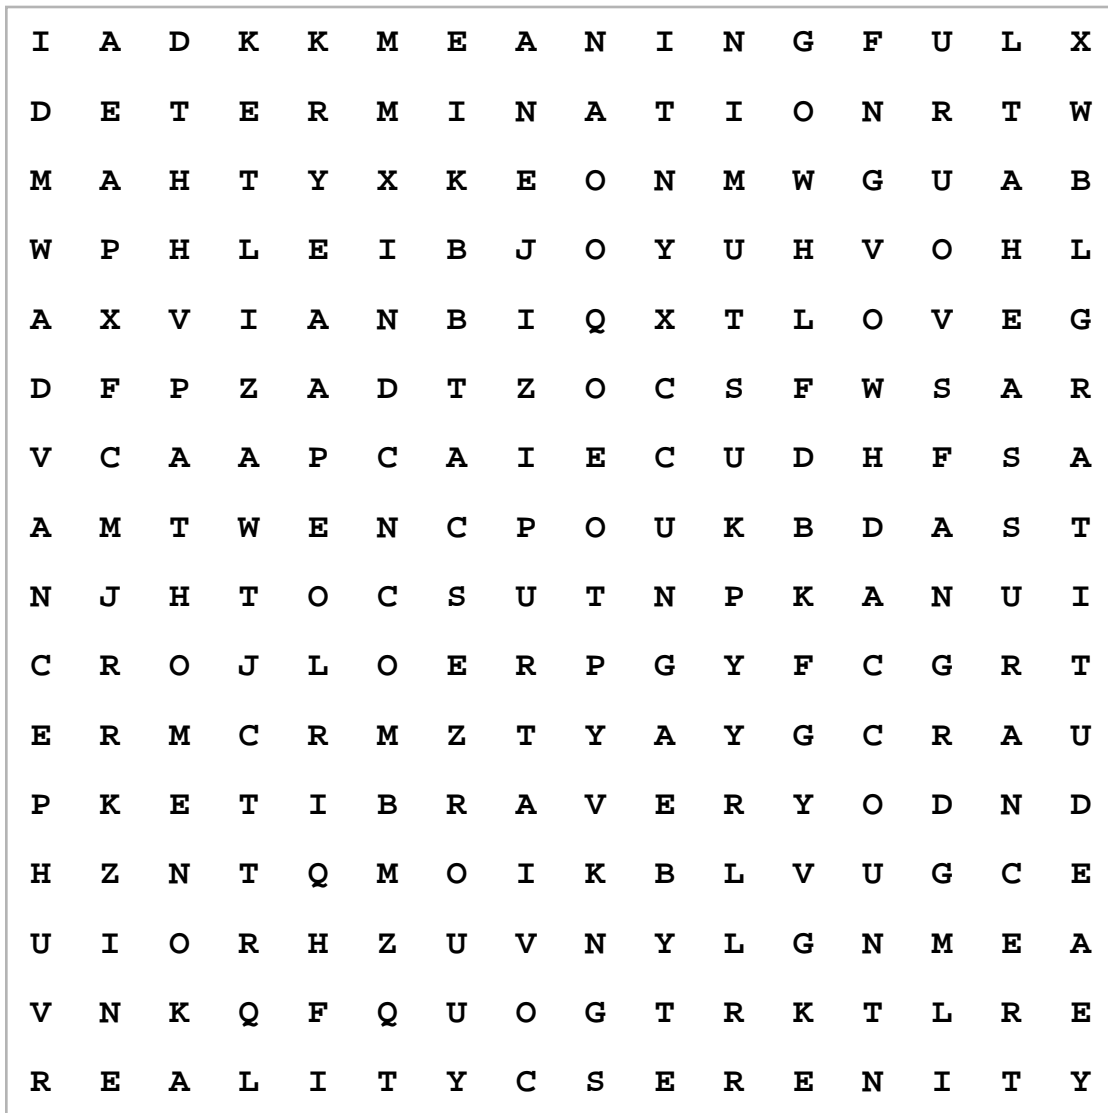 I A D K K M E A N I N G F U L X
D E T E R M I N A T I O N R T W
M A H T Y X K E O N M W G U A B
W P H L E I B J O Y U H V O H L
A X V I A N B I Q X T L O V E G
D F P Z A D T Z O C S F W S A R
V C A A P C A I E C U D H F S A
A M T W E N C P O U K B D A S T
N J H T O C S U T N P K A N U I
C R O J L O E R P G Y F C G R T
E R M C R M Z T Y A Y G C R A U
P K E T I B R A V E R Y O D N D
H Z N T Q M O I K B L V U G C E
U I O R H Z U V N Y L G N M E A
V N K Q F Q U O G T R K T L R E
R E A L I T Y C S E R E N I T Y